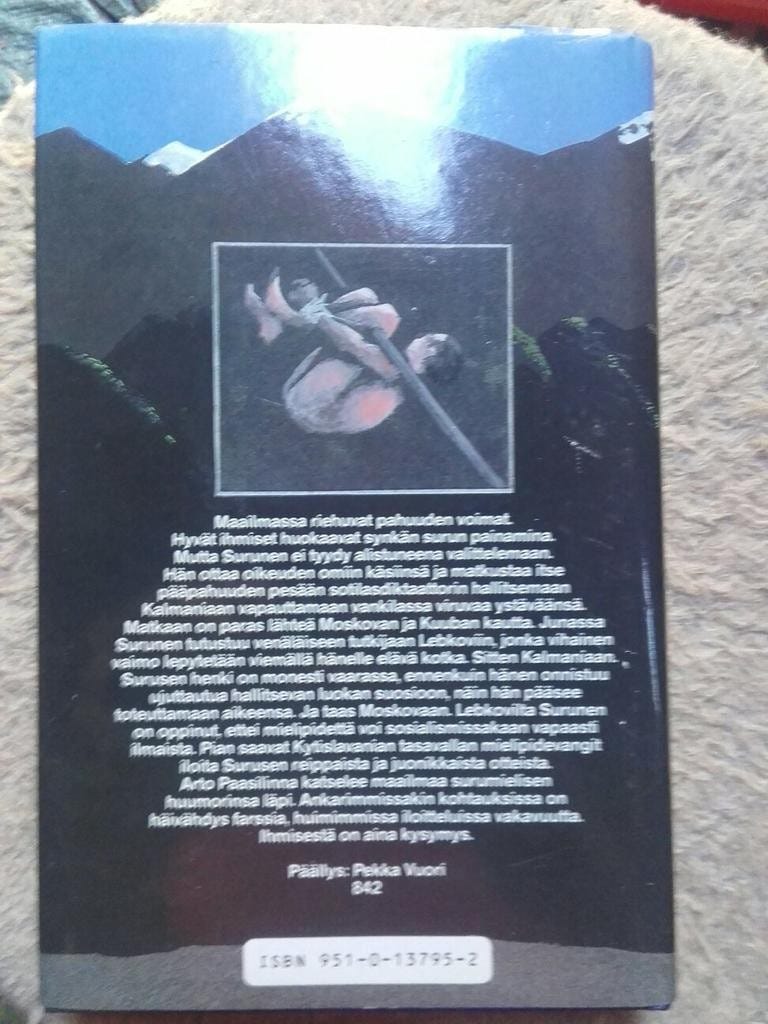 Maailmassa riehuvat pahuuden voimat.
Hyvät ihmiset huokaavat synkän surun painamina.
Mutta Surunen ei tyydy alistuneena valittelemaan.
Hän ottaa oikeuden omiin käsiinsä ja matkustaa itse
pääpahuuden pesään sotilasdiktaattorin hallitsemaan
Kalmaniaan vapauttamaan vankilassa viruvaa ystäväänsä.
Matkaan on paras lähteä Moskovan ja Kuuban kautta. Junassa
Surunen tutustuu venäläiseen tutkijaan Lebkoviin, jonka vihainen
vaimo lepytetään viemällä hänelle elävä kotka. Sitten Kalmaniaan.
Surusen henki on monesti vaarassa, ennenkuin hänen onnistuu
ujuttautua hallitsevan luokan suosioon, näin hän pääsee
toteuttamaan aikeensa. Ja taas Moskovaan. Lebkovilta Surunen
on oppinut, ettei mielipidettä voi sosialismissakaan vapaasti
ilmaista. Pian saavat Kytislavanian tasavallan mielipidevangit
iloita Surusen reippaista ja juonikkaista otteista.
Arto Paasilinna katselee maailmaa surumielisen
huumorinsa läpi. Ankarimmissakin kohtauksissa on
häivähdys farssia, huimimmissa iloitteluissa vakavuutta.
Ihmisestä on aina kysymys.
Päällys: Pekka Vuori
842
ISBN 951-0-13795-2